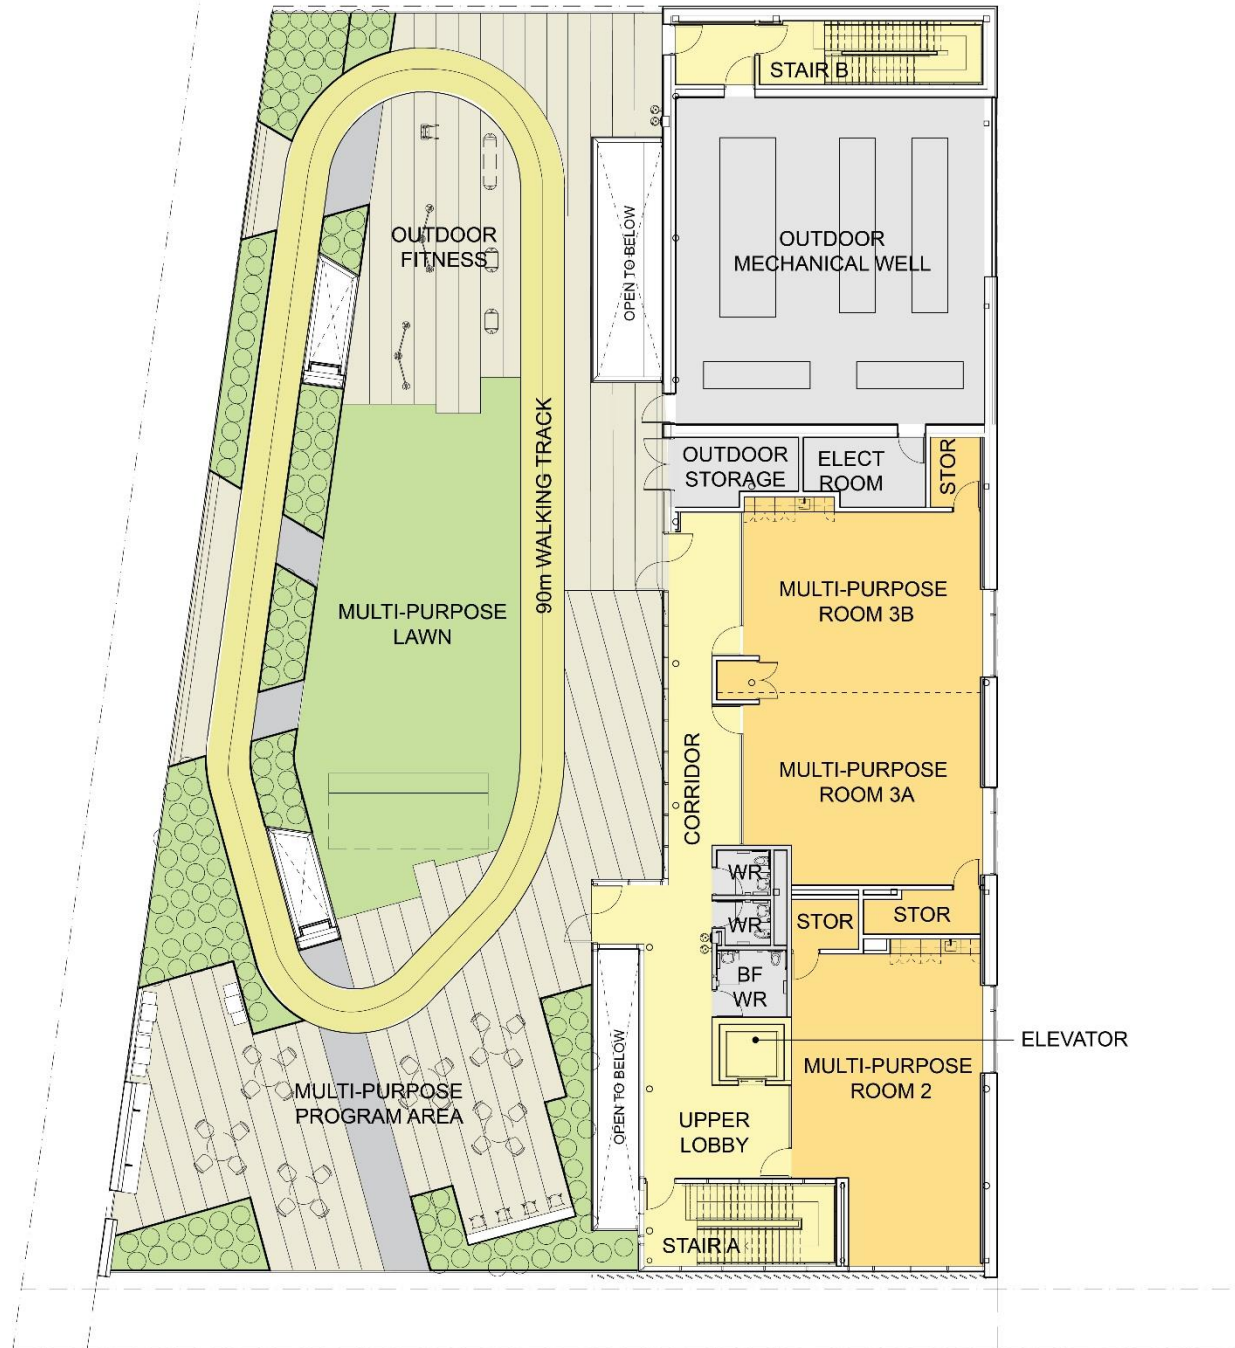 STAIR B
OUTDOOR
FITNESS
OPEN TO BELOW
OUTDOOR
MECHANICAL WELL
90m WALKING TRACK
OUTDOOR
STORAGE
ELECT
ROOM
STOR
MULTI-PURPOSE
LAWN
MULTI-PURPOSE
ROOM 3B
CORRIDOR
MULTI-PURPOSE
ROOM 3A
WR
WR
STOR
STOR
BF
WR
ELEVATOR
MULTI-PURPOSE
PROGRAM AREA
OPEN TO BELOW
MULTI-PURPOSE
ROOM 2
UPPER
LOBBY
STAIR A